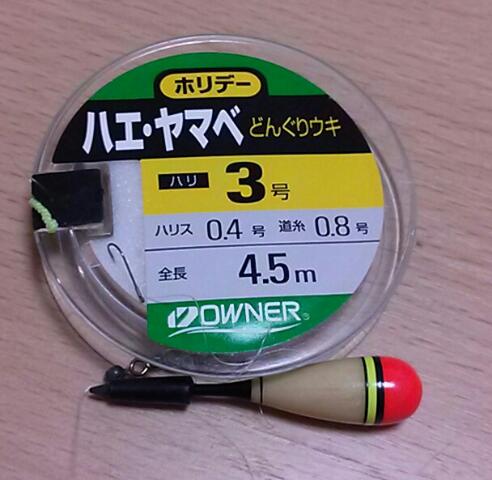 ホリデー
ハエ・ヤマベ どんぐりウキ
ハリ 3号
ハリス 0.4号 道糸 0.8号
全長 4.5m
OWNER®